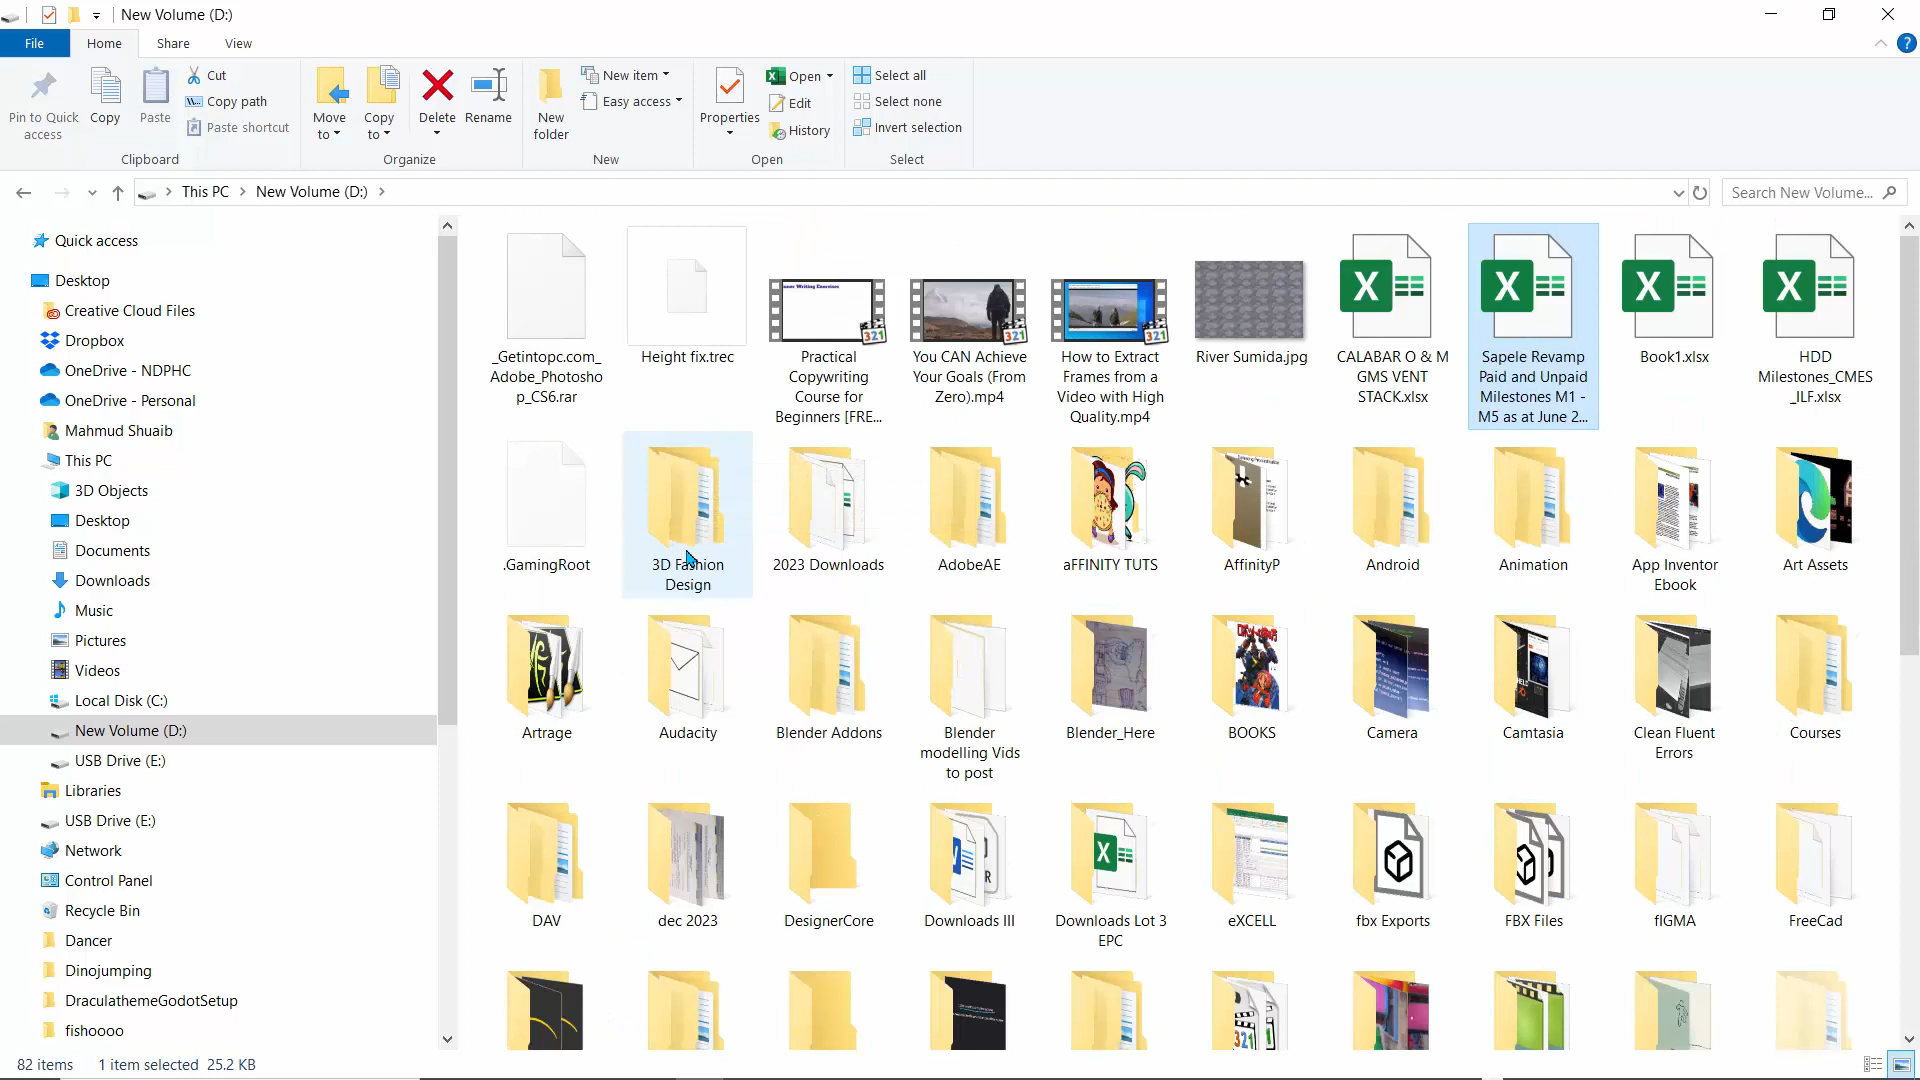 New Volume (D:)
File
Home
Share
View
Pin to Quick
access
Copy
Paste
Cut
Copy path
Paste shortcut
Clipboard
Move
to
Copy
to
Delete
Rename
Organize
New
folder
New item
Easy access
New
Properties
Open
Edit
History
Open
Select all
Select none
Invert selection
Select
This PC
New Volume (D:)
Search New Volume...
Quick access
Desktop
Creative Cloud Files
Dropbox
OneDrive - NDPHC
OneDrive - Personal
Mahmud Shuaib
This PC
3D Objects
Desktop
Documents
Downloads
Music
Pictures
Videos
Local Disk (C:)
New Volume (D:)
USB Drive (E:)
Libraries
USB Drive (E:)
Network
Control Panel
Recycle Bin
Dancer
Dinojumping
DraculathemeGodotSetup
fishoooo
_Getintopc.com_
Adobe_Photosho
p_CS6.rar
Height fix.trec
Practical
Copywriting
Course for
Beginners [FRE...
You CAN Achieve
Your Goals (From
Zero).mp4
How to Extract
Frames from a
Video with High
Quality.mp4
River Sumida.jpg
CALABAR O & M
GMS VENT
STACK.xlsx
Sapele Revamp
Paid and Unpaid
Milestones M1 -
M5 as at June 2...
Book1.xlsx
HDD
Milestones_CMES
_ILF.xlsx
.GamingRoot
3D Fashion
Design
2023 Downloads
AdobeAE
aFFINITY TUTS
AffinityP
Android
Animation
App Inventor
Ebook
Art Assets
Artrage
Audacity
Blender Addons
Blender
modelling Vids
to post
Blender_Here
BOOKS
Camera
Camtasia
Clean Fluent
Errors
Courses
DAV
dec 2023
DesignerCore
Downloads III
Downloads Lot 3
EPC
eXCELL
fbx Exports
FBX Files
fIGMA
FreeCad
82 items
1 item selected
25.2 KB